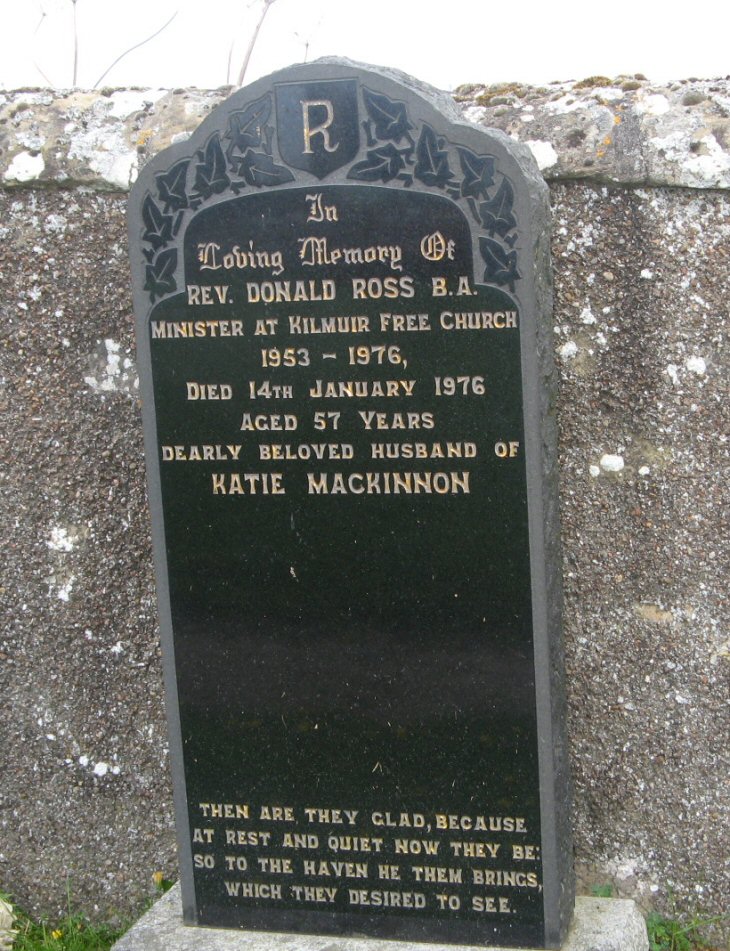 R
In
Loving Memory Of
REV. DONALD ROSS B.A.
MINISTER AT KILMUIR FREE CHURCH
1953 - 1976,
DIED 14TH JANUARY 1976
AGED 57 YEARS
DEARLY BELOVED HUSBAND OF
KATIE MACKINNON
THEN ARE THEY GLAD, BECAUSE
AT REST AND QUIET NOW THEY BE:
SO TO THE HAVEN HE THEM BRINGS,
WHICH THEY DESIRED TO SEE.